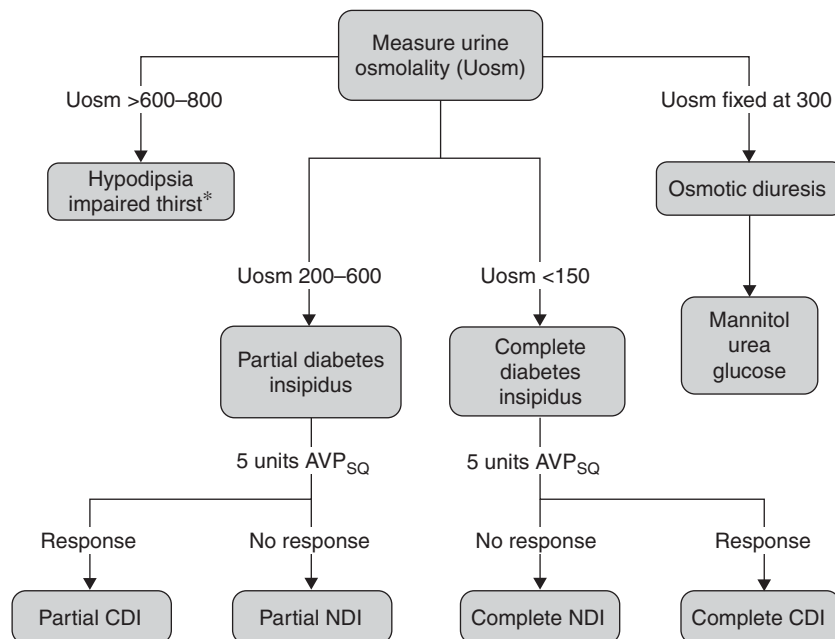 Measure urine
osmolality (Uosm)
Uosm >600–800
Uosm fixed at 300
Hypodipsia
impaired thirst*
Osmotic diuresis
Uosm 200–600
Uosm <150
Mannitol
urea
glucose
Partial diabetes
insipidus
Complete
diabetes
insipidus
5 units AVPSQ
5 units AVPSQ
Response
No response
No response
Response
Partial CDI
Partial NDI
Complete NDI
Complete CDI